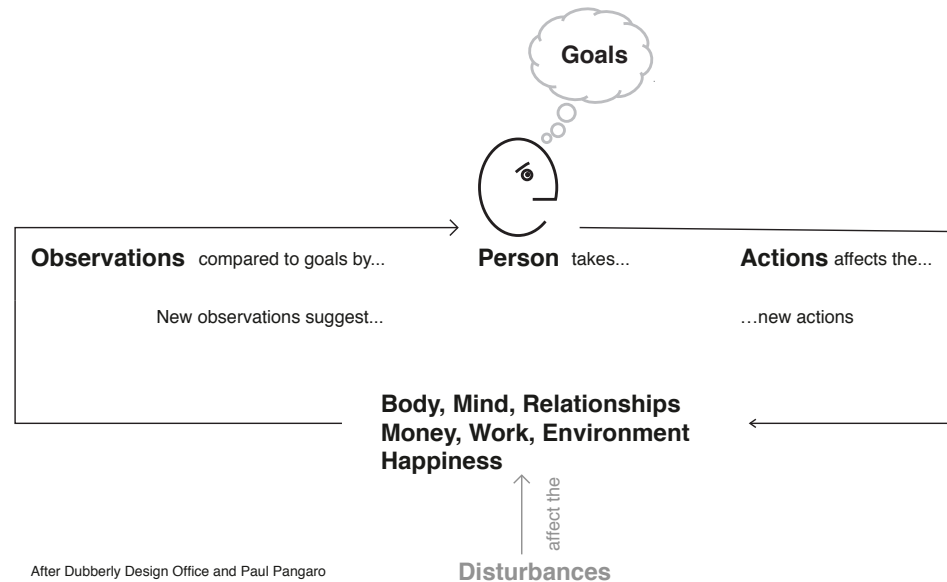 Goals
Observations compared to goals by...
Person takes...
Actions affects the...
New observations suggest...
…new actions
Body, Mind, Relationships
Money, Work, Environment
Happiness
affect the
Disturbances
After Dubberly Design Office and Paul Pangaro